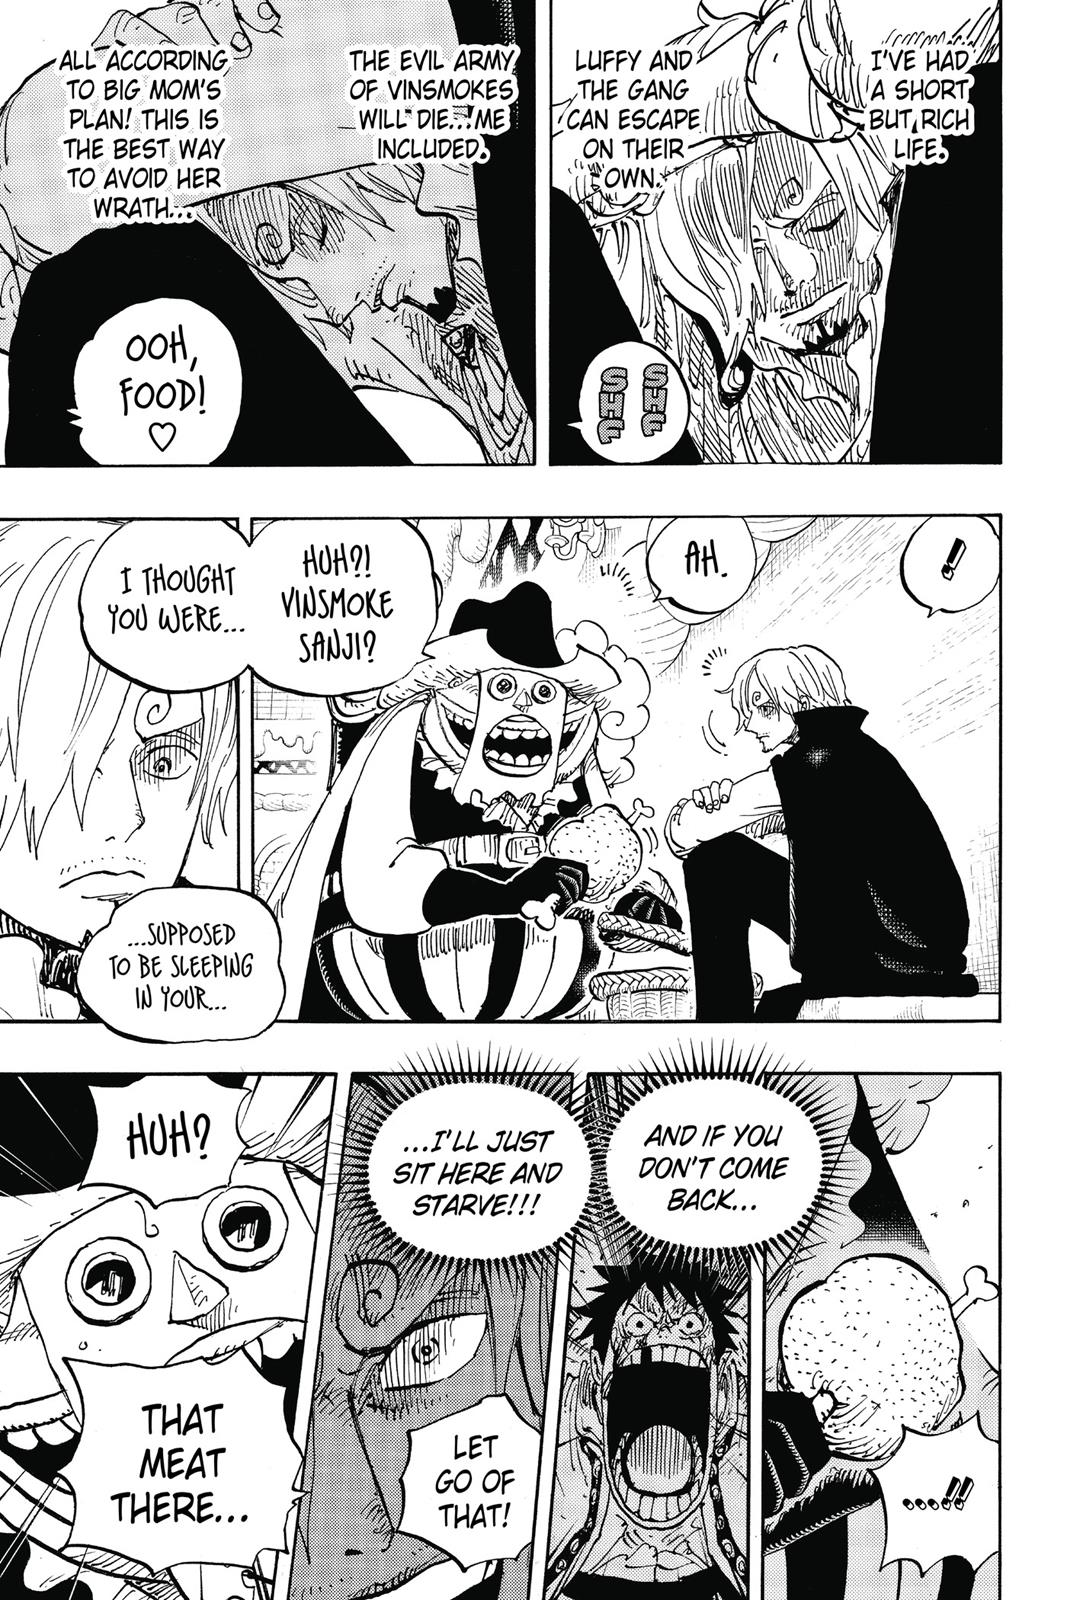 I'VE HAD
A SHORT
BUT RICH
LIFE.
LUFFY AND
THE GANG
CAN ESCAPE
ON THEIR
OWN.
SHF
SHF
THE EVIL ARMY
OF VINSMOKES
WILL DIE...ME
INCLUDED.
ALL ACCORDING
TO BIG MOM'S
PLAN! THIS IS
THE BEST WAY
TO AVOID HER
WRATH...
OOH,
FOOD!
♡
!!
AH.
HUH?!
VINSMOKE
SANJI?
I THOUGHT
YOU WERE...
...SUPPOSED
TO BE SLEEPING
IN YOUR...
AND IF YOU
DON'T COME
BACK...
.....!!
...I'LL JUST
SIT HERE AND
STARVE!!!
LET
GO OF
THAT!
HUH?
THAT
MEAT
THERE...